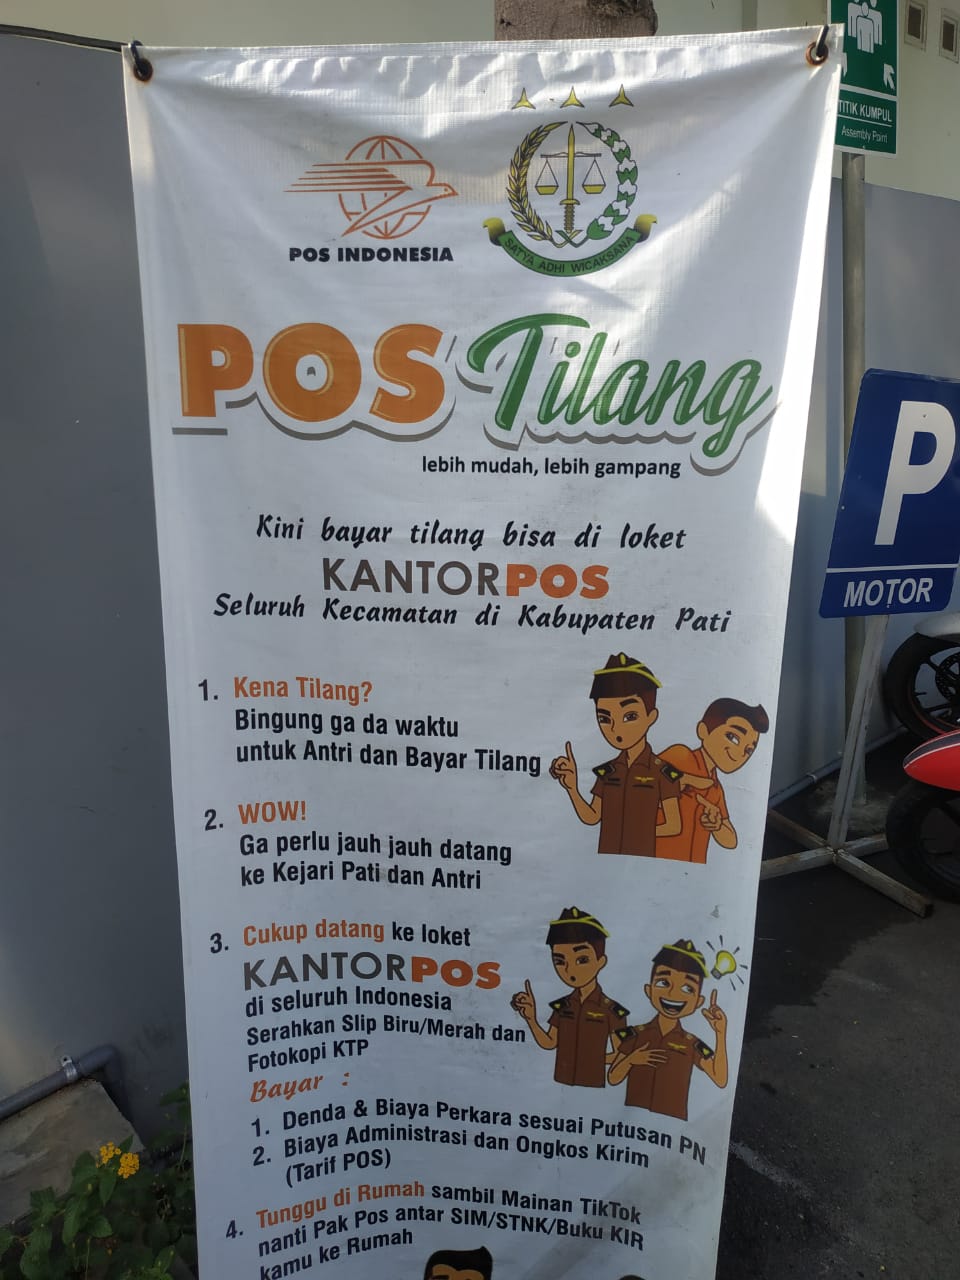 TITIK KUMPUL
Assembly Point
POS INDONESIA
SATYA ADHI WICAKSANA
POS Tilang
lebih mudah, lebih gampang
Kini bayar tilang bisa di loket
KANTORPOS
Seluruh Kecamatan di Kabupaten Pati
P
MOTOR
1. Kena Tilang?
Bingung ga da waktu
untuk Antri dan Bayar Tilang
2. WOW!
Ga perlu jauh jauh datang
ke Kejari Pati dan Antri
3. Cukup datang ke loket
KANTORPOS
di seluruh Indonesia
Serahkan Slip Biru/Merah dan
Fotokopi KTP
Bayar :
1. Denda & Biaya Perkara sesuai Putusan PN
2. Biaya Administrasi dan Ongkos Kirim
(Tarif POS)
4. Tunggu di Rumah sambil Mainan TikTok
nanti Pak Pos antar SIM/STNK/Buku KIR
kamu ke Rumah